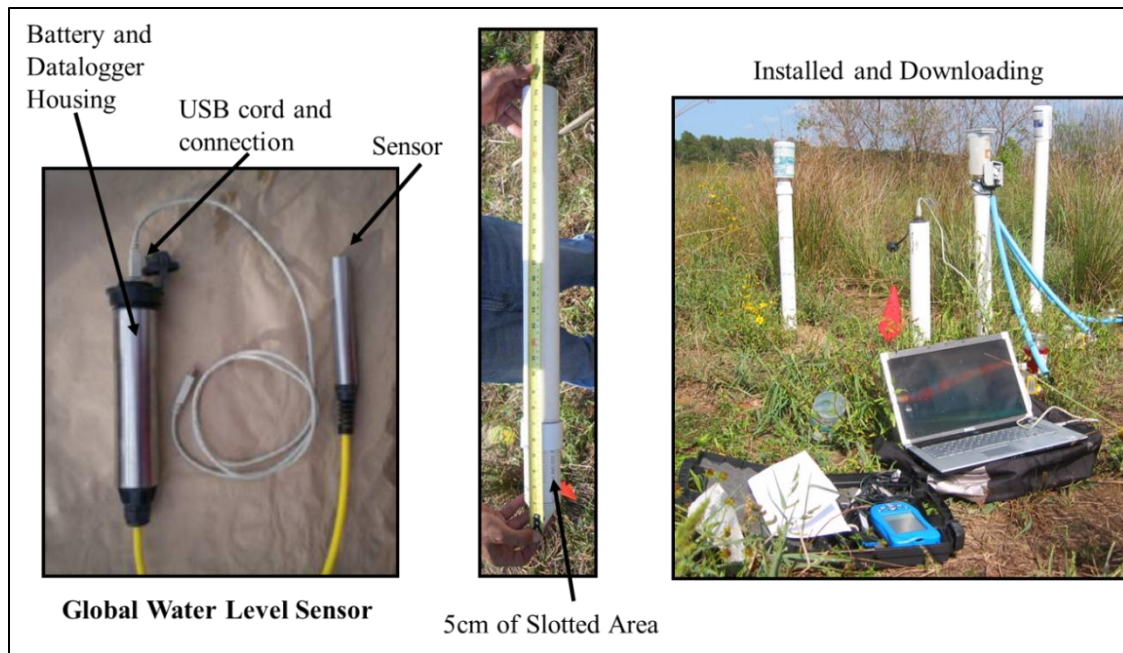 Battery and
Datalogger
Housing
USB cord and
connection
Sensor
Installed and Downloading
Global Water Level Sensor
5cm of Slotted Area